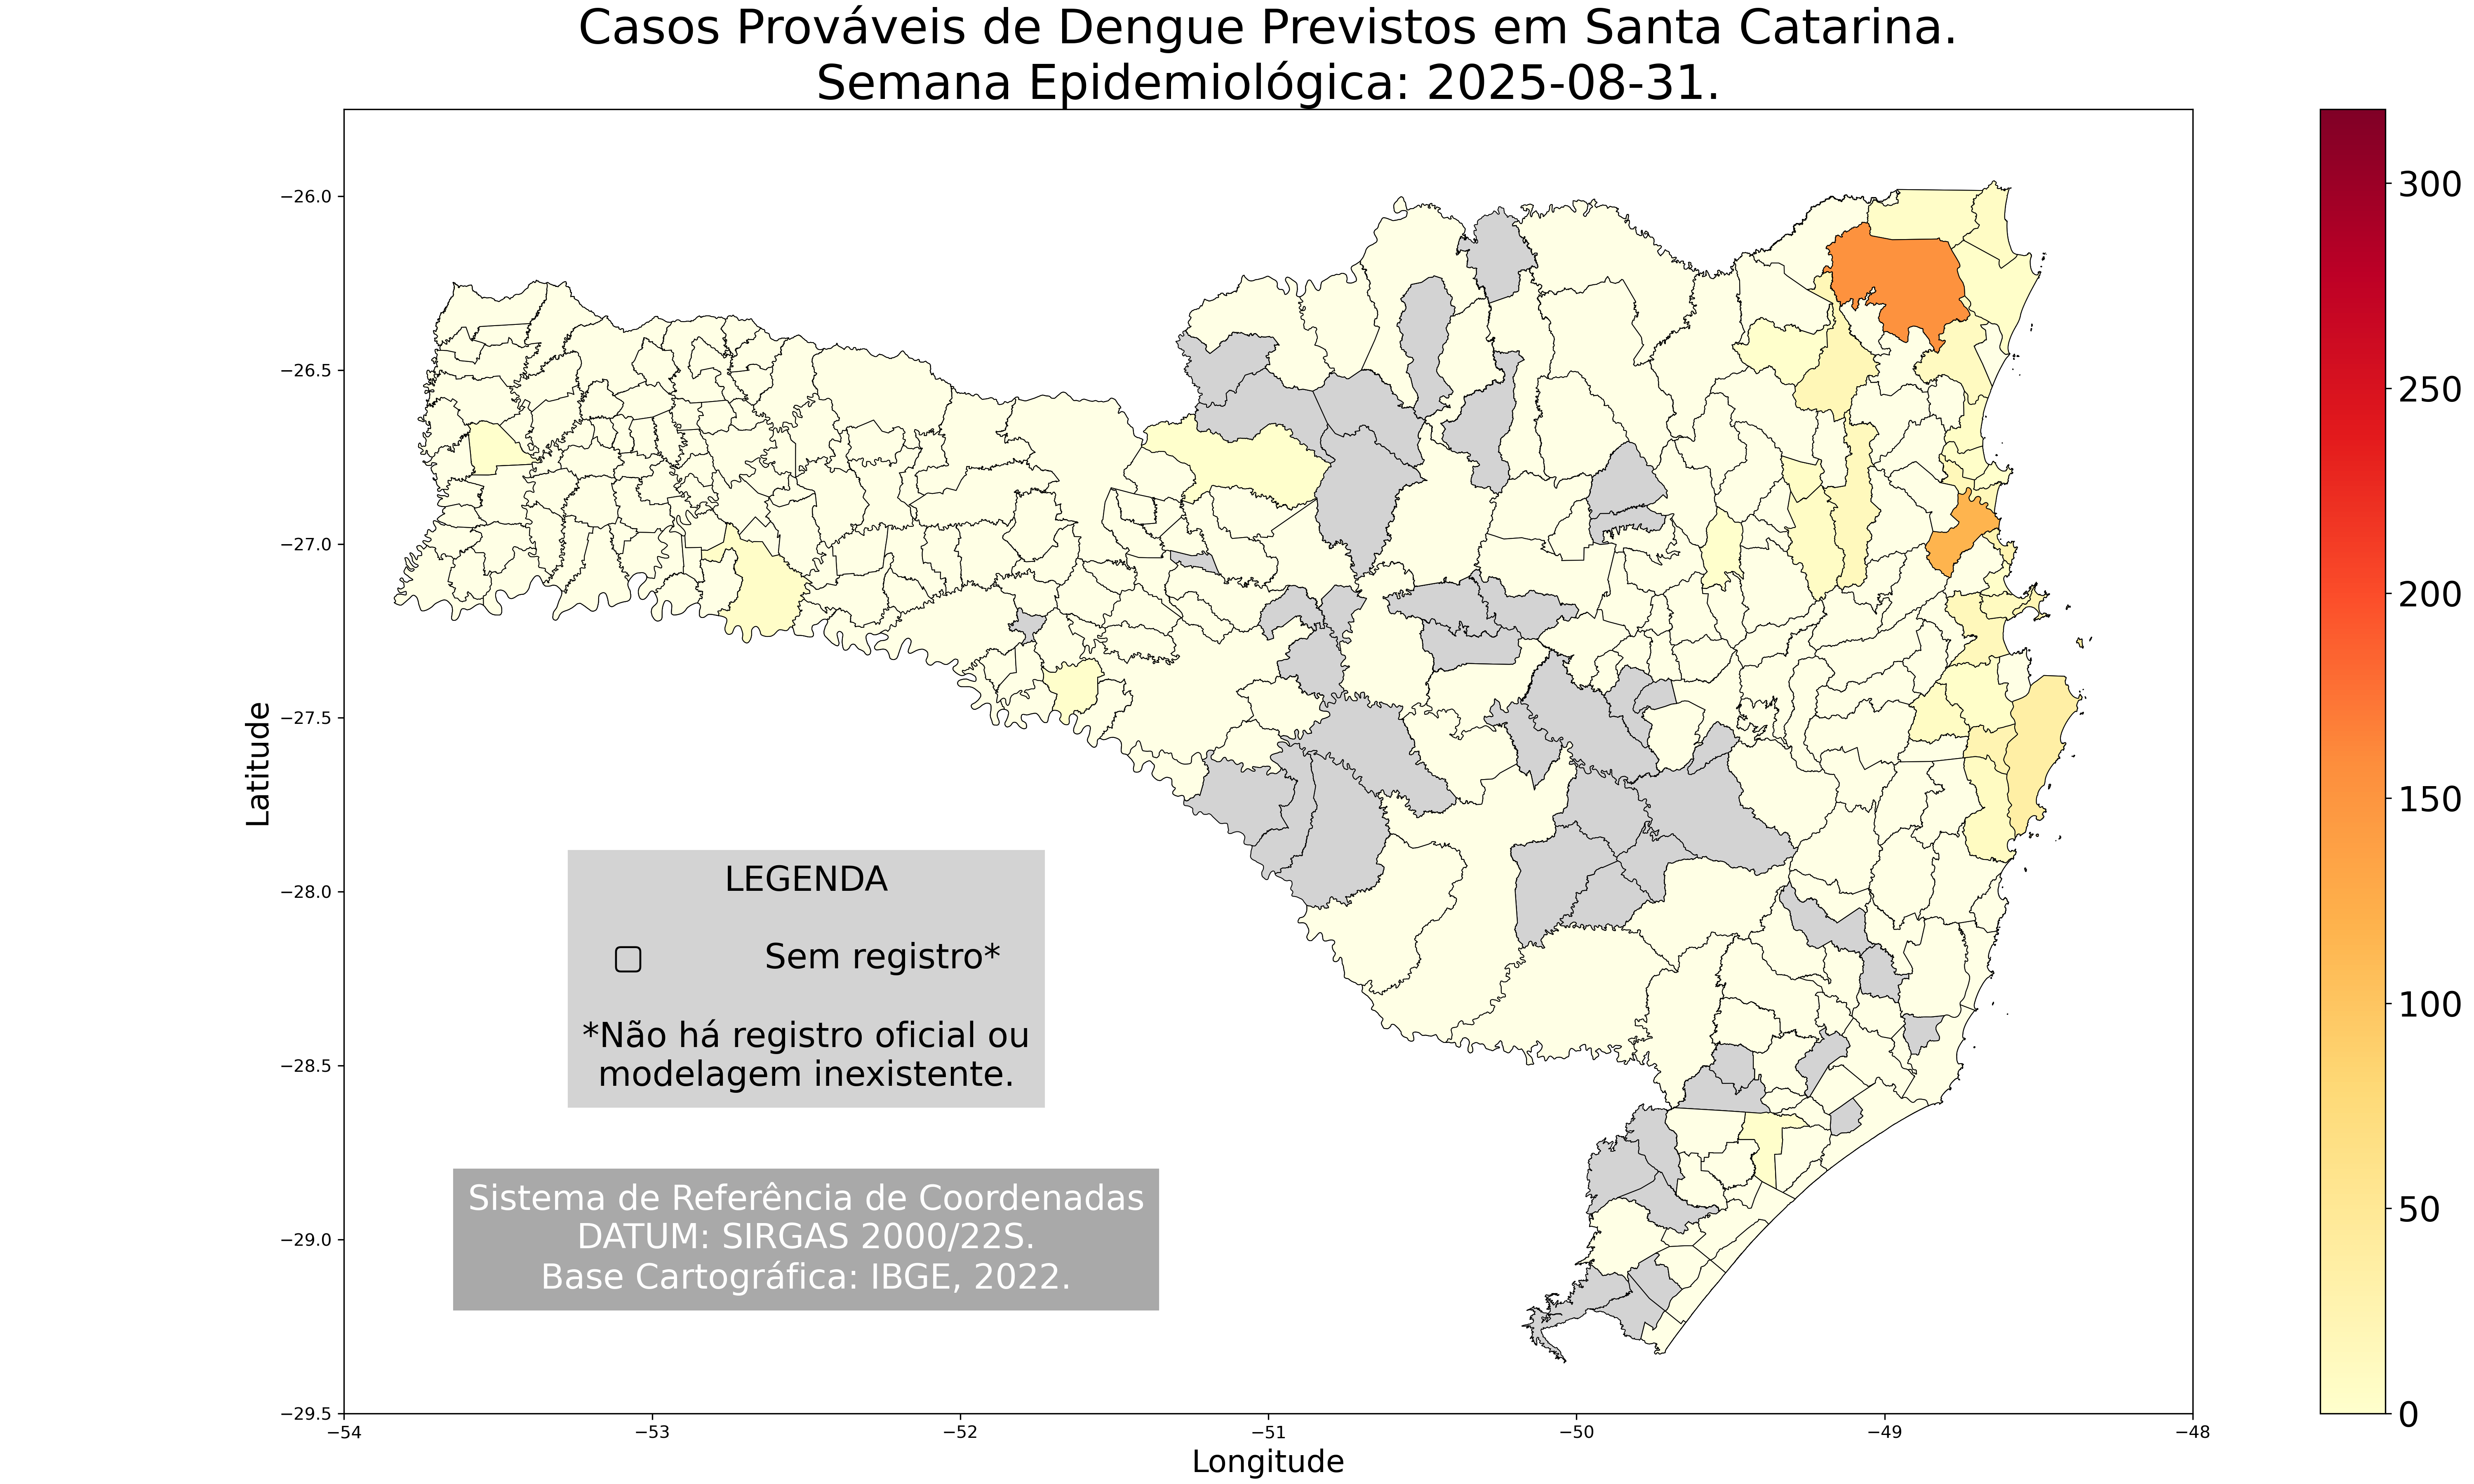 Casos Prováveis de Dengue Previstos em Santa Catarina.
Semana Epidemiológica: 2025-08-31.
Latitude
−26.0
−26.5
−27.0
−27.5
−28.0
−28.5
−29.0
−29.5
LEGENDA
▢ Sem registro*
*Não há registro oficial ou
modelagem inexistente.
Sistema de Referência de Coordenadas
DATUM: SIRGAS 2000/22S.
Base Cartográfica: IBGE, 2022.
−54 −53 −52 −51 −50 −49 −48
Longitude
300
250
200
150
100
50
0